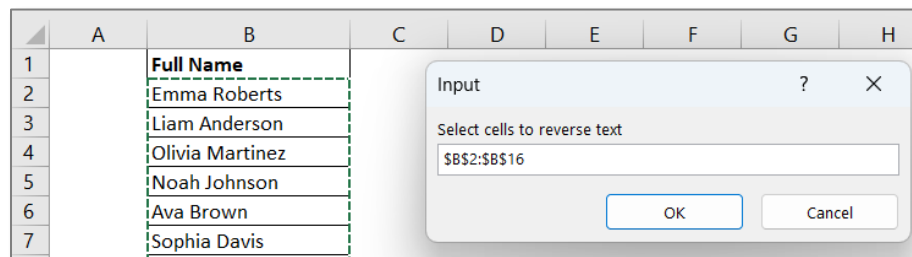 A B C D E F G H
1 Full Name
2 Emma Roberts
3 Liam Anderson
4 Olivia Martinez
5 Noah Johnson
6 Ava Brown
7 Sophia Davis
Input ?
Select cells to reverse text
$B$2:$B$16
OK Cancel